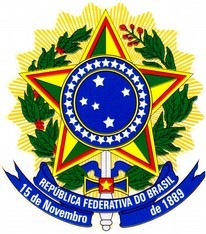 REPÚBLICA FEDERATIVA DO BRASIL
15 de Novembro de 1889